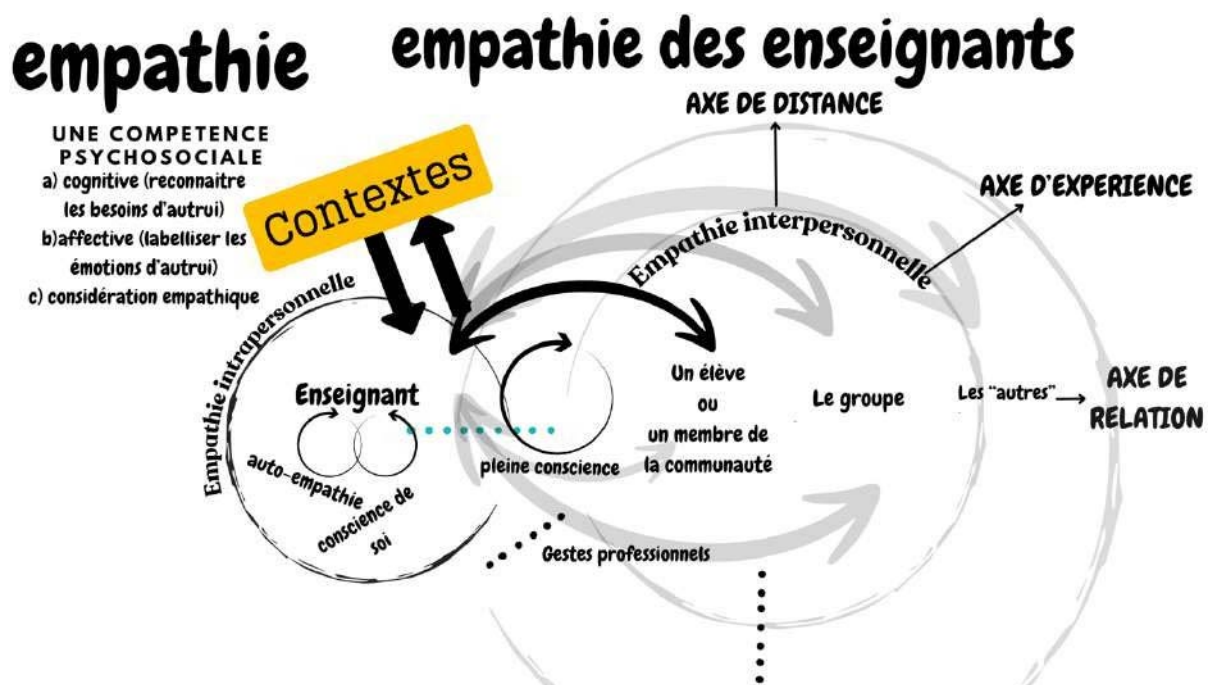 empathie
empathie des enseignants
UNE COMPETENCE
PSYCHOSOCIALE
a) cognitive (reconnaitre
les besoins d'autrui)
b)affective (labelliser les
émotions d'autrui)
c) considération empathique
Contextes
AXE DE DISTANCE
AXE D'EXPERIENCE
Empathie interpersonnelle
Empathie intrapersonnelle
Enseignant
auto-empathie
conscience de
soi
pleine conscience
Un élève
ou
un membre de
la communauté
Le groupe
Les "autres"
AXE DE
RELATION
Gestes professionnels